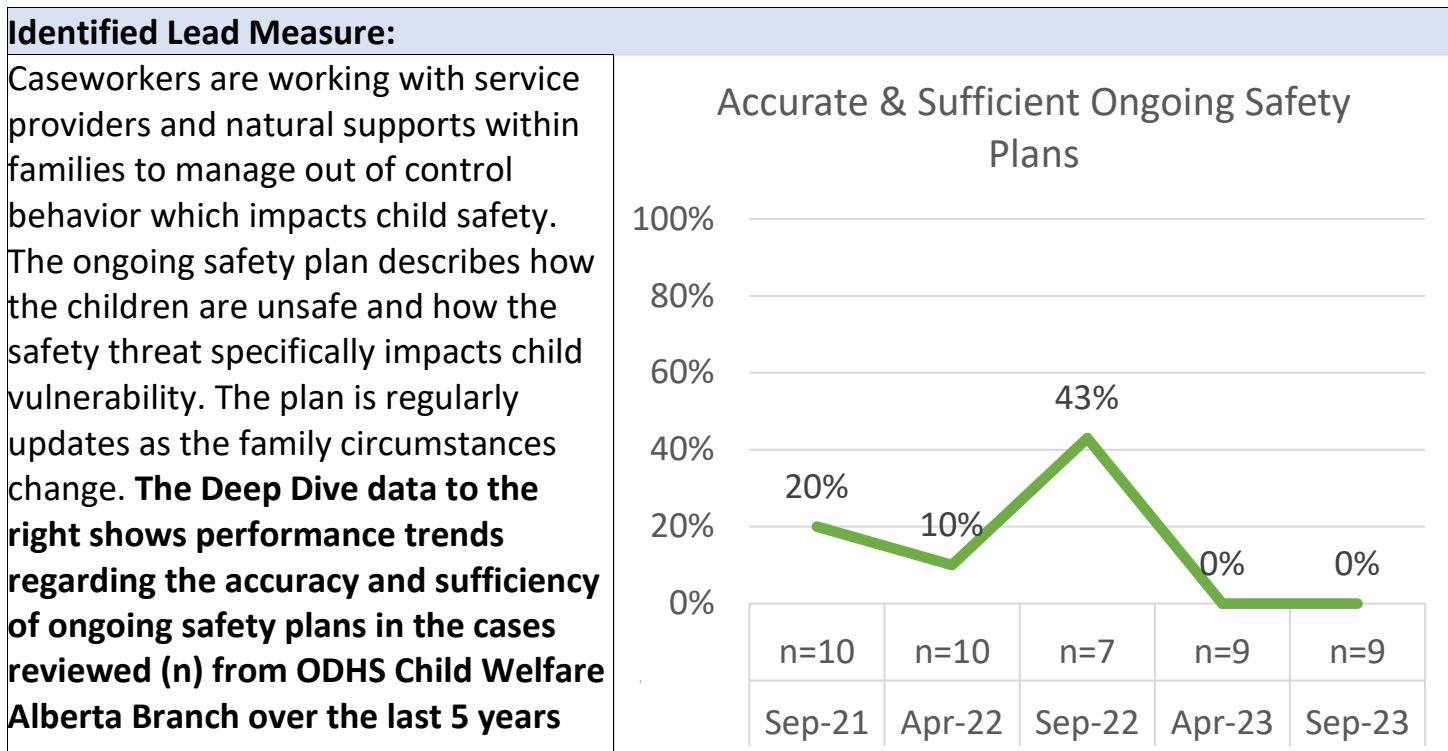 Identified Lead Measure:
Caseworkers are working with service
providers and natural supports within
families to manage out of control
behavior which impacts child safety.
The ongoing safety plan describes how
the children are unsafe and how the
safety threat specifically impacts child
vulnerability. The plan is regularly
updates as the family circumstances
change. The Deep Dive data to the
right shows performance trends
regarding the accuracy and sufficiency
of ongoing safety plans in the cases
reviewed (n) from ODHS Child Welfare
Alberta Branch over the last 5 years
Accurate & Sufficient Ongoing Safety
Plans
100%
80%
60%
40%
20%
0%
20%
10%
43%
0%
0%
n=10 n=10 n=7 n=9 n=9
Sep-21 Apr-22 Sep-22 Apr-23 Sep-23